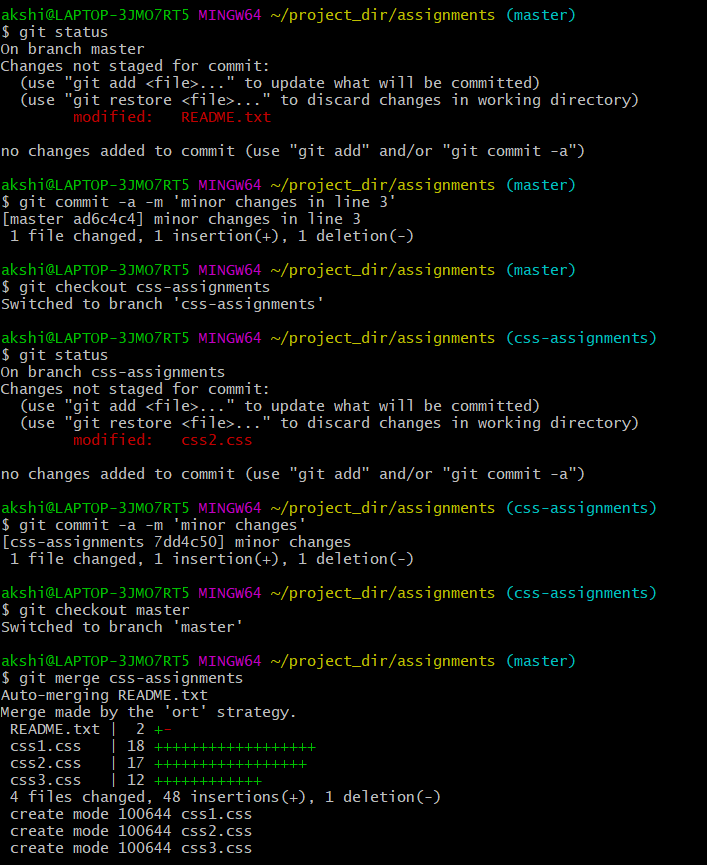 akshi@LAPTOP-3JMO7RT5 MINGW64 ~/project_dir/assignments (master)
$ git status
On branch master
Changes not staged for commit:
  (use "git add <file>..." to update what will be committed)
  (use "git restore <file>..." to discard changes in working directory)
        modified:   README.txt

no changes added to commit (use "git add" and/or "git commit -a")

akshi@LAPTOP-3JMO7RT5 MINGW64 ~/project_dir/assignments (master)
$ git commit -a -m 'minor changes in line 3'
[master ad6c4c4] minor changes in line 3
 1 file changed, 1 insertion(+), 1 deletion(-)

akshi@LAPTOP-3JMO7RT5 MINGW64 ~/project_dir/assignments (master)
$ git checkout css-assignments
Switched to branch 'css-assignments'

akshi@LAPTOP-3JMO7RT5 MINGW64 ~/project_dir/assignments (css-assignments)
$ git status
On branch css-assignments
Changes not staged for commit:
  (use "git add <file>..." to update what will be committed)
  (use "git restore <file>..." to discard changes in working directory)
        modified:   css2.css

no changes added to commit (use "git add" and/or "git commit -a")

akshi@LAPTOP-3JMO7RT5 MINGW64 ~/project_dir/assignments (css-assignments)
$ git commit -a -m 'minor changes'
[css-assignments 7dd4c50] minor changes
 1 file changed, 1 insertion(+), 1 deletion(-)

akshi@LAPTOP-3JMO7RT5 MINGW64 ~/project_dir/assignments (css-assignments)
$ git checkout master
Switched to branch 'master'

akshi@LAPTOP-3JMO7RT5 MINGW64 ~/project_dir/assignments (master)
$ git merge css-assignments
Auto-merging README.txt
Merge made by the 'ort' strategy.
 README.txt |  2 +-
 css1.css   | 18 ++++++++++++++++++
 css2.css   | 17 +++++++++++++++++
 css3.css   | 12 ++++++++++++
 4 files changed, 48 insertions(+), 1 deletion(-)
 create mode 100644 css1.css
 create mode 100644 css2.css
 create mode 100644 css3.css